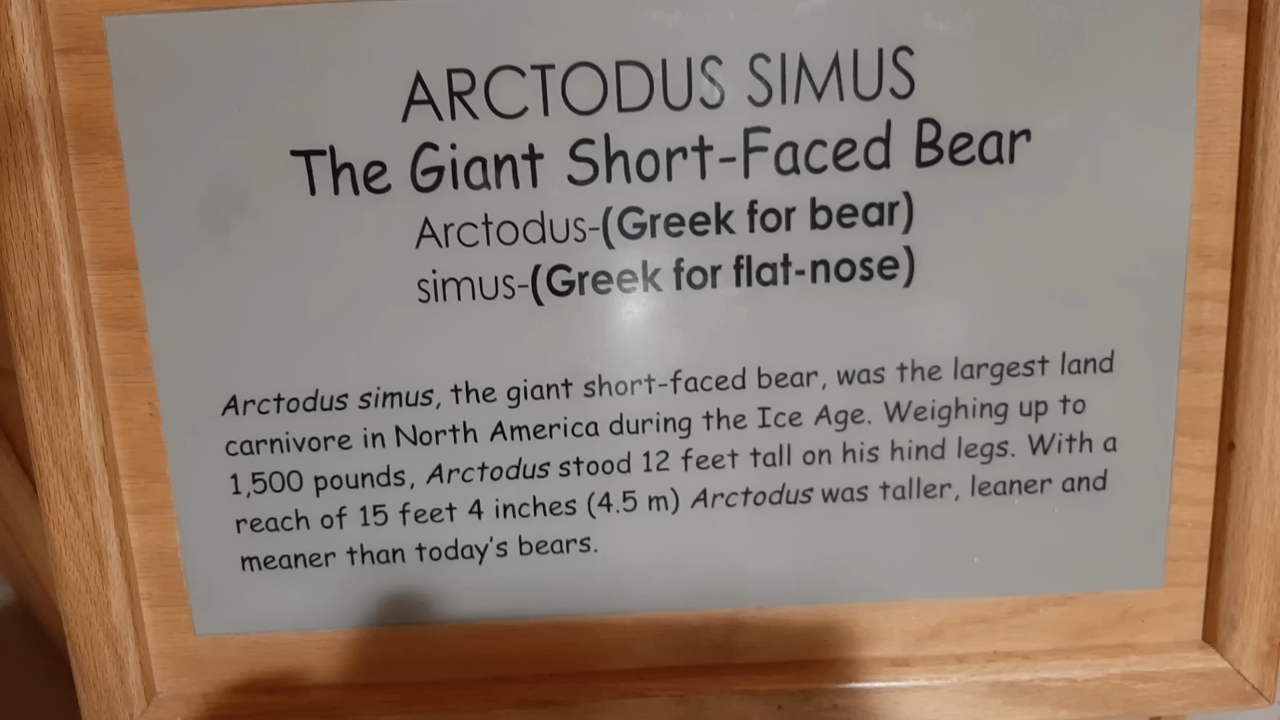 ARCTODUS SIMUS
The Giant Short-Faced Bear
Arctodus-(Greek for bear)
simus-(Greek for flat-nose)
Arctodus simus, the giant short-faced bear, was the largest land
carnivore in North America during the Ice Age. Weighing up to
1,500 pounds, Arctodus stood 12 feet tall on his hind legs. With a
reach of 15 feet 4 inches (4.5 m) Arctodus was taller, leaner and
meaner than today's bears.